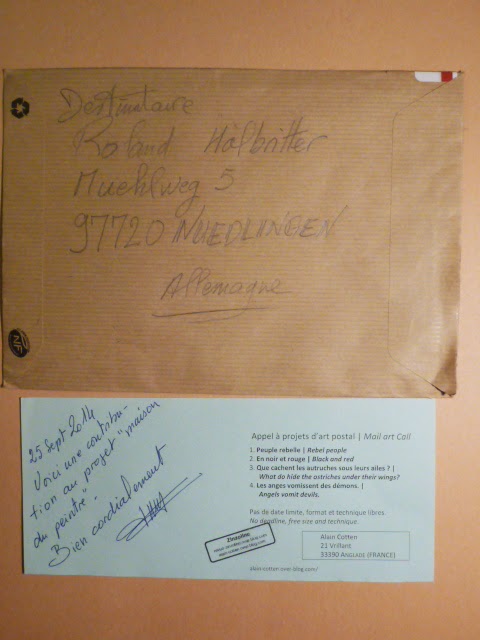 Destinataire
Roland Halbritter
Muehlweg 5
97720 NUEDLINGEN
Allemagne
NF
25 Sept 2014
Voici une contribu-
tion au projet "maison
du peintre".
Bien cordialement
Appel à projets d'art postal | Mail art Call
1. Peuple rebelle | Rebel people
2. En noir et rouge | Black and red
3. Que cachent les autruches sous leurs ailes ? |
What do hide the ostriches under their wings?
4. Les anges vomissent des démons. |
Angels vomit devils.
Pas de date limite, format et technique libres.
No deadline, free size and technique.
Zinzoline
Alain Cotten
21 Vrillant
33390 ANGLADE (FRANCE)
alain-cotten.over-blog.com/